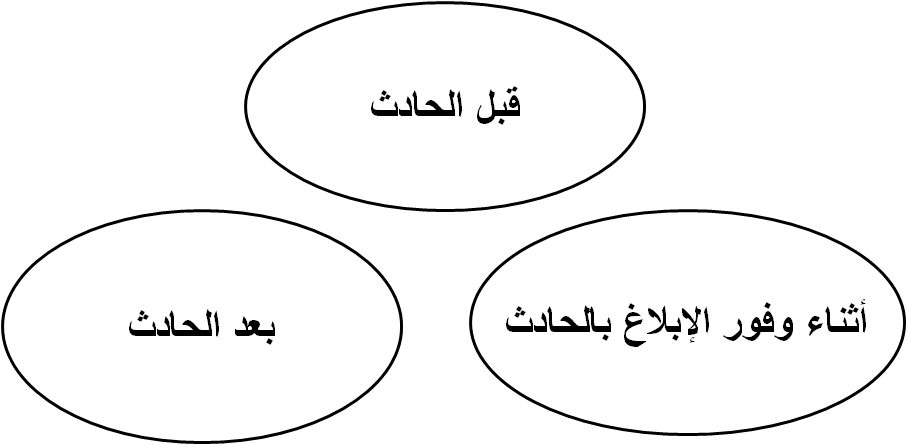 قبل الحادث
أثناء وفور الإبلاغ بالحادث
بعد الحادث